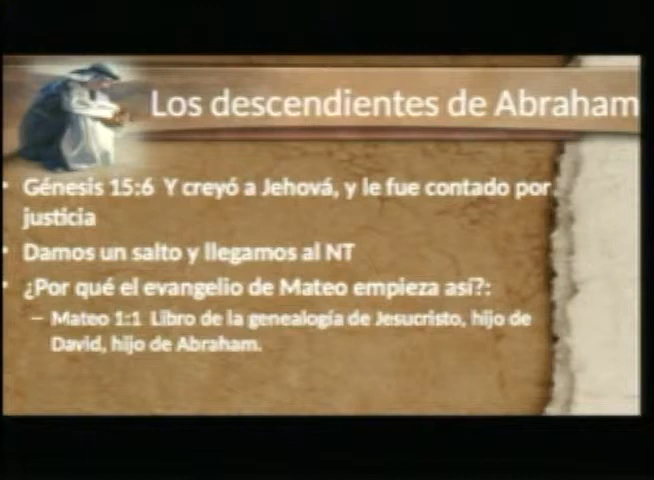 Los descendientes de Abraham
• Génesis 15:6 Y creyó a Jehová, y le fue contado por
justicia
• Damos un salto y llegamos al NT
• ¿Por qué el evangelio de Mateo empieza así?:
– Mateo 1:1 Libro de la genealogía de Jesucristo, hijo de
David, hijo de Abraham.